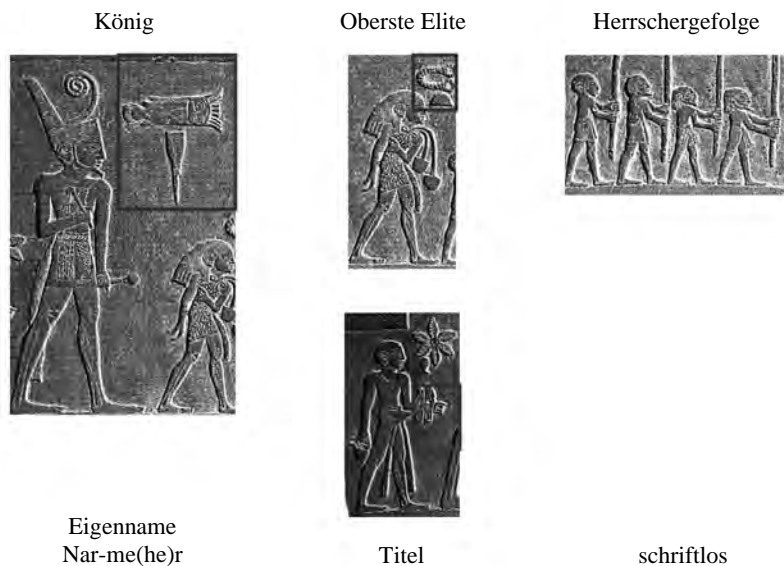 König
Oberste Elite
Herrschergefolge
Eigenname
Nar-me(he)r
Titel
schriftlos